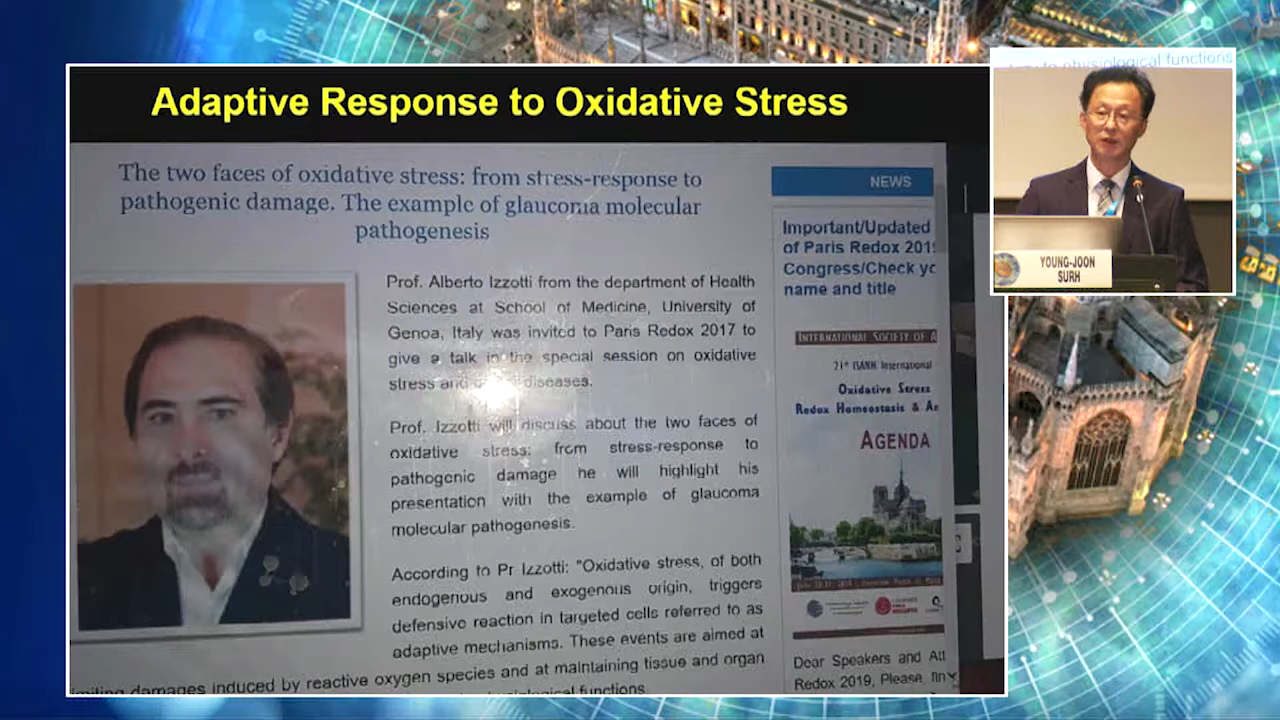 Adaptive Response to Oxidative Stress
The two faces of oxidative stress: from stress-response to
pathogenic damage. The example of glaucoma molecular
pathogenesis
Prof. Alberto Izzotti from the department of Health
Sciences at School of Medicine, University of
Genoa, Italy was invited to Paris Redox 2017 to
give a talk in the special session on oxidative
stress and diseases.
Prof. Izzotti will discuss about the two faces of
oxidative stress: from stress-response to
pathogenic damage he will highlight his
presentation with the example of glaucoma
molecular pathogenesis.
According to Pr Izzotti: "Oxidative stress, of both
endogenous and exogenous origin, triggers
defensive reaction in targeted cells referred to as
adaptive mechanisms. These events are aimed at
damages induced by reactive oxygen species and at maintaining tissue and organ
functions
NEWS
Important/Updated
of Paris Redox 201
Congress/Check yo
name and title
INTERNATIONAL SOCIETY OF A
21st ISANH International
Oxidative Stress
Redox Homeostasis & An
AGENDA
Dear Speakers and All
Redox 2019, Please, fin
to physiological functions
YOUNG-JOON
SURH